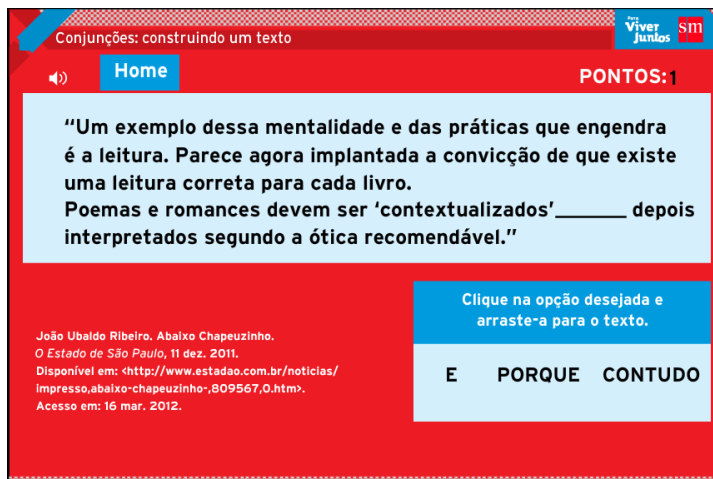 Conjunções: construindo um texto
Para
Viver
Juntos
sm
Home
PONTOS:1
“Um exemplo dessa mentalidade e das práticas que engendra
é a leitura. Parece agora implantada a convicção de que existe
uma leitura correta para cada livro.
Poemas e romances devem ser ‘contextualizados’______ depois
interpretados segundo a ótica recomendável.”
Clique na opção desejada e
arraste-a para o texto.
E PORQUE CONTUDO
João Ubaldo Ribeiro. Abaixo Chapeuzinho.
O Estado de São Paulo, 11 dez. 2011.
Disponível em: <http://www.estadao.com.br/noticias/
impresso,abaixo-chapeuzinho-,809567,0.htm>.
Acesso em: 16 mar. 2012.